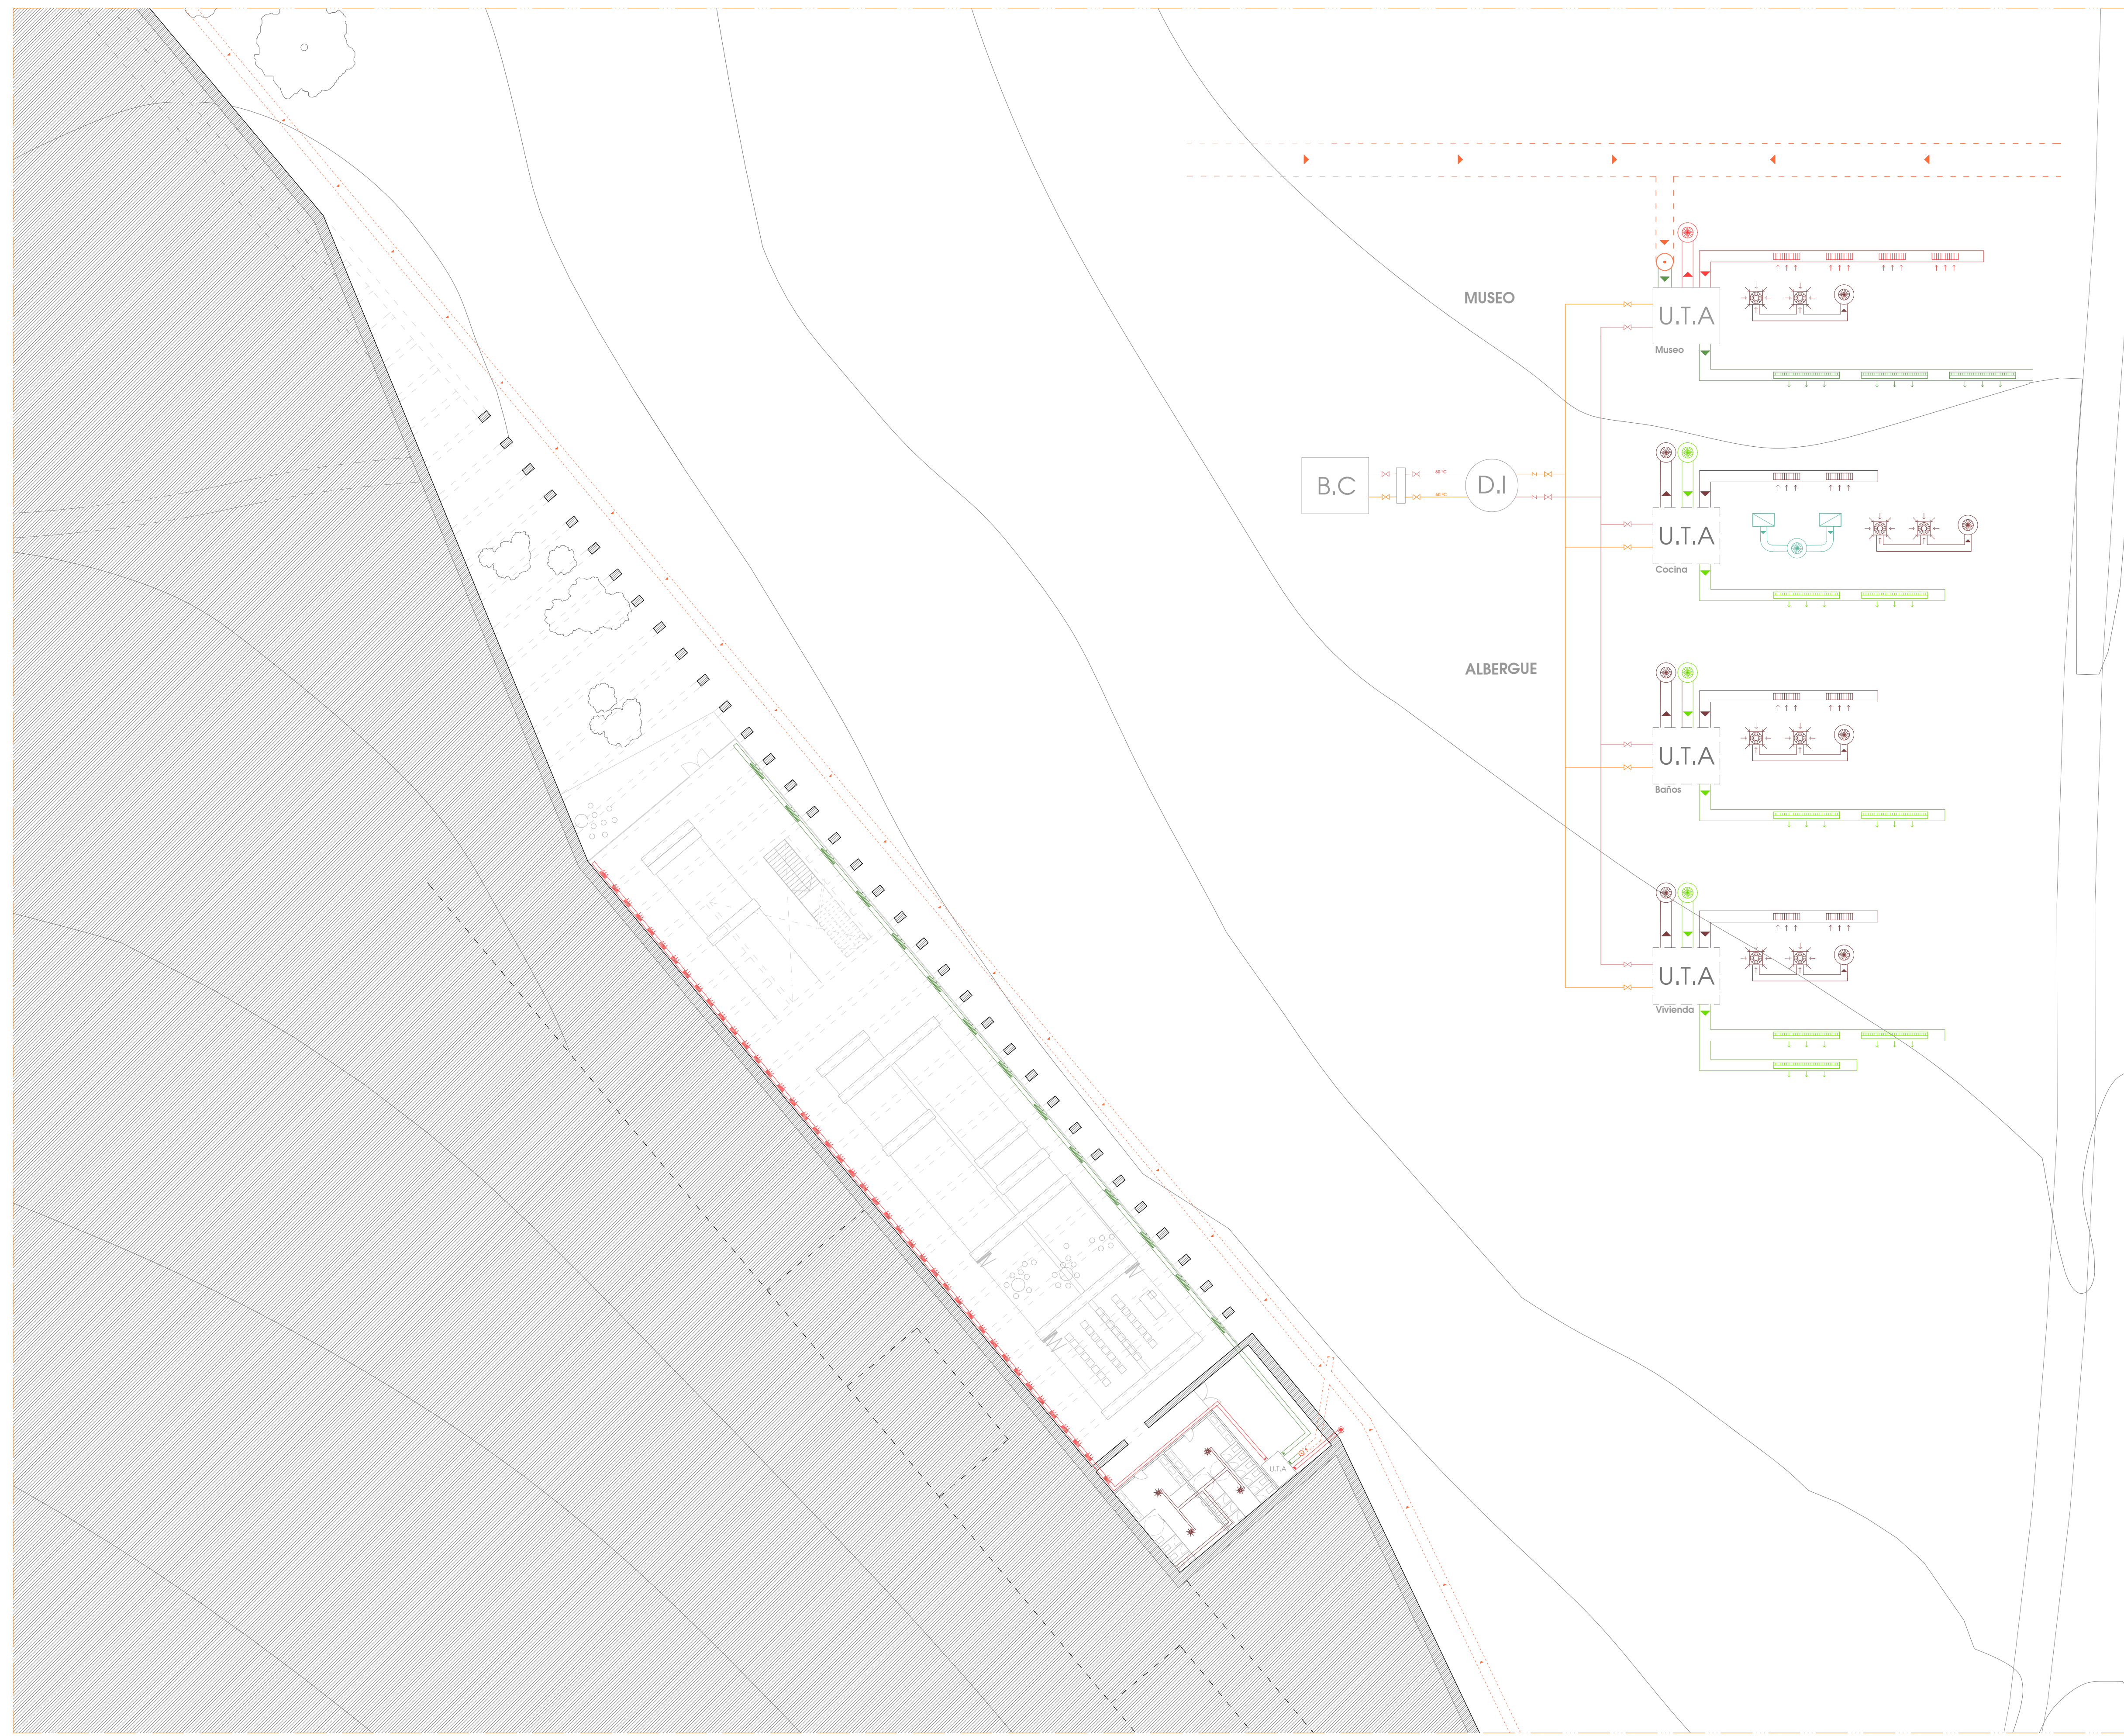 MUSEO
U.T.A
Museo
B.C
D.I
U.T.A
Cocina
ALBERGUE
U.T.A
Baños
U.T.A
Vivienda
U.T.A